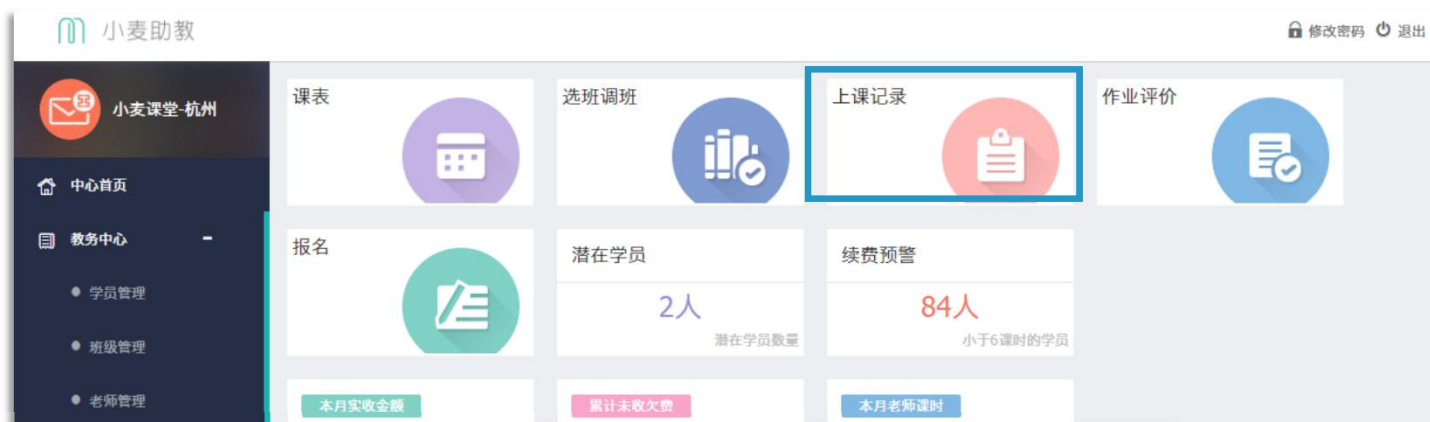 小麦助教
修改密码 退出
小麦课堂-杭州
课表
选班调班
上课记录
作业评价
中心首页
教务中心
学员管理
班级管理
老师管理
报名
潜在学员
2人
潜在学员数量
续费预警
84人
小于6课时的学员
本月实收金额
累计未收欠费
本月老师课时